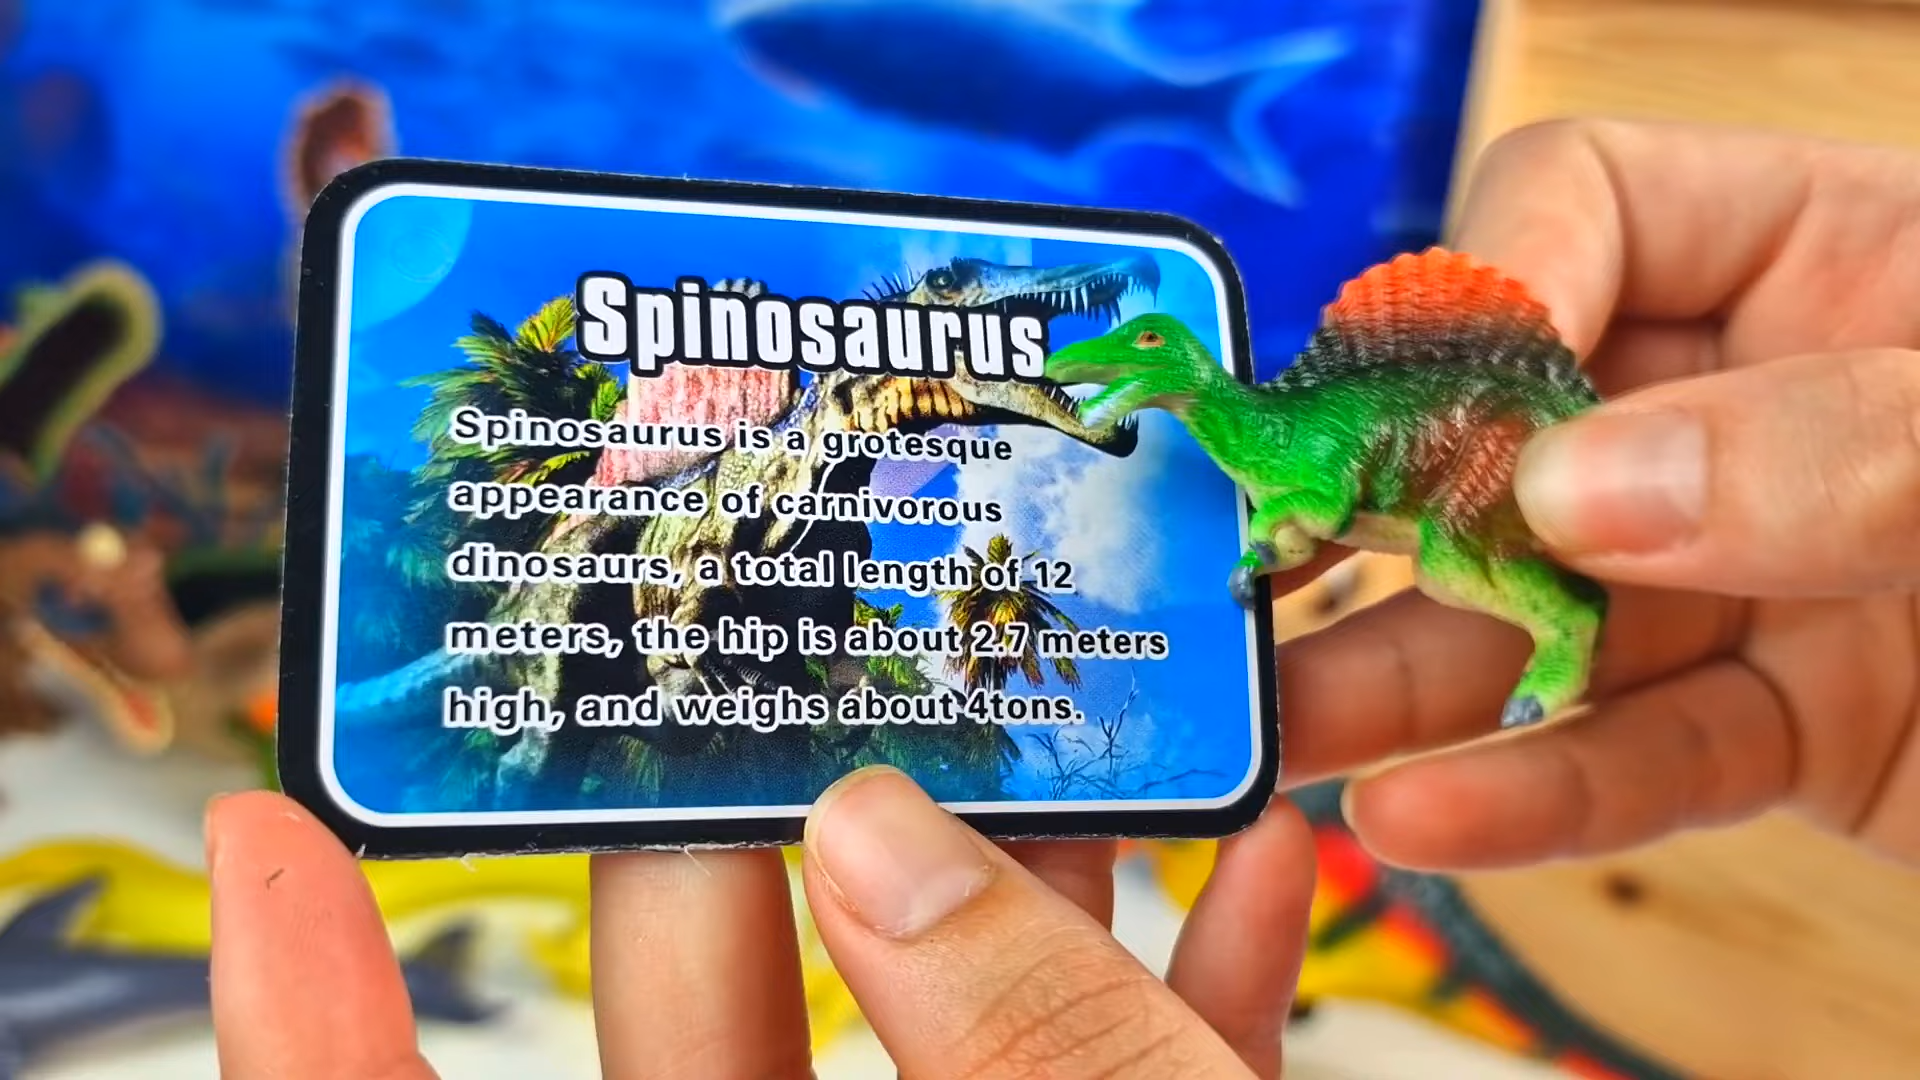 Spinosaurus
Spinosaurus is a grotesque
appearance of carnivorous
dinosaurs, a total length of 12
meters, the hip is about 2.7 meters
high, and weighs about 4tons.